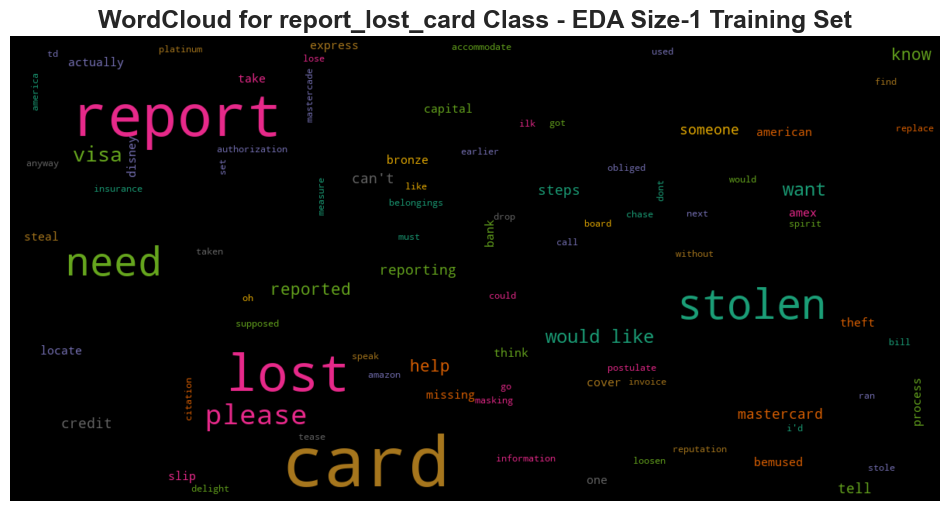 WordCloud for report_lost_card Class - EDA Size-1 Training Set
td
platinum
express
accommodate
used
know
actually
lose
america
take
mastercade
find
report
capital
ilk
got
someone
american
replace
visa
disney
authorization
set
bronze
earlier
anyway
can't
obliged
insurance
measure
like
belongings
steps
dont
would
want
drop
chase
next
amex
spirit
steal
must
bank
call
board
taken
without
need
reporting
reported
oh
could
stolen
supposed
theft
locate
speak
would like
think
bill
lost
amazon
help
postulate
go
cover
invoice
missing
masking
ran
citation
please
process
credit
mastercard
i'd
tease
card
reputation
slip
information
loosen
bemused
stole
delight
one
tell